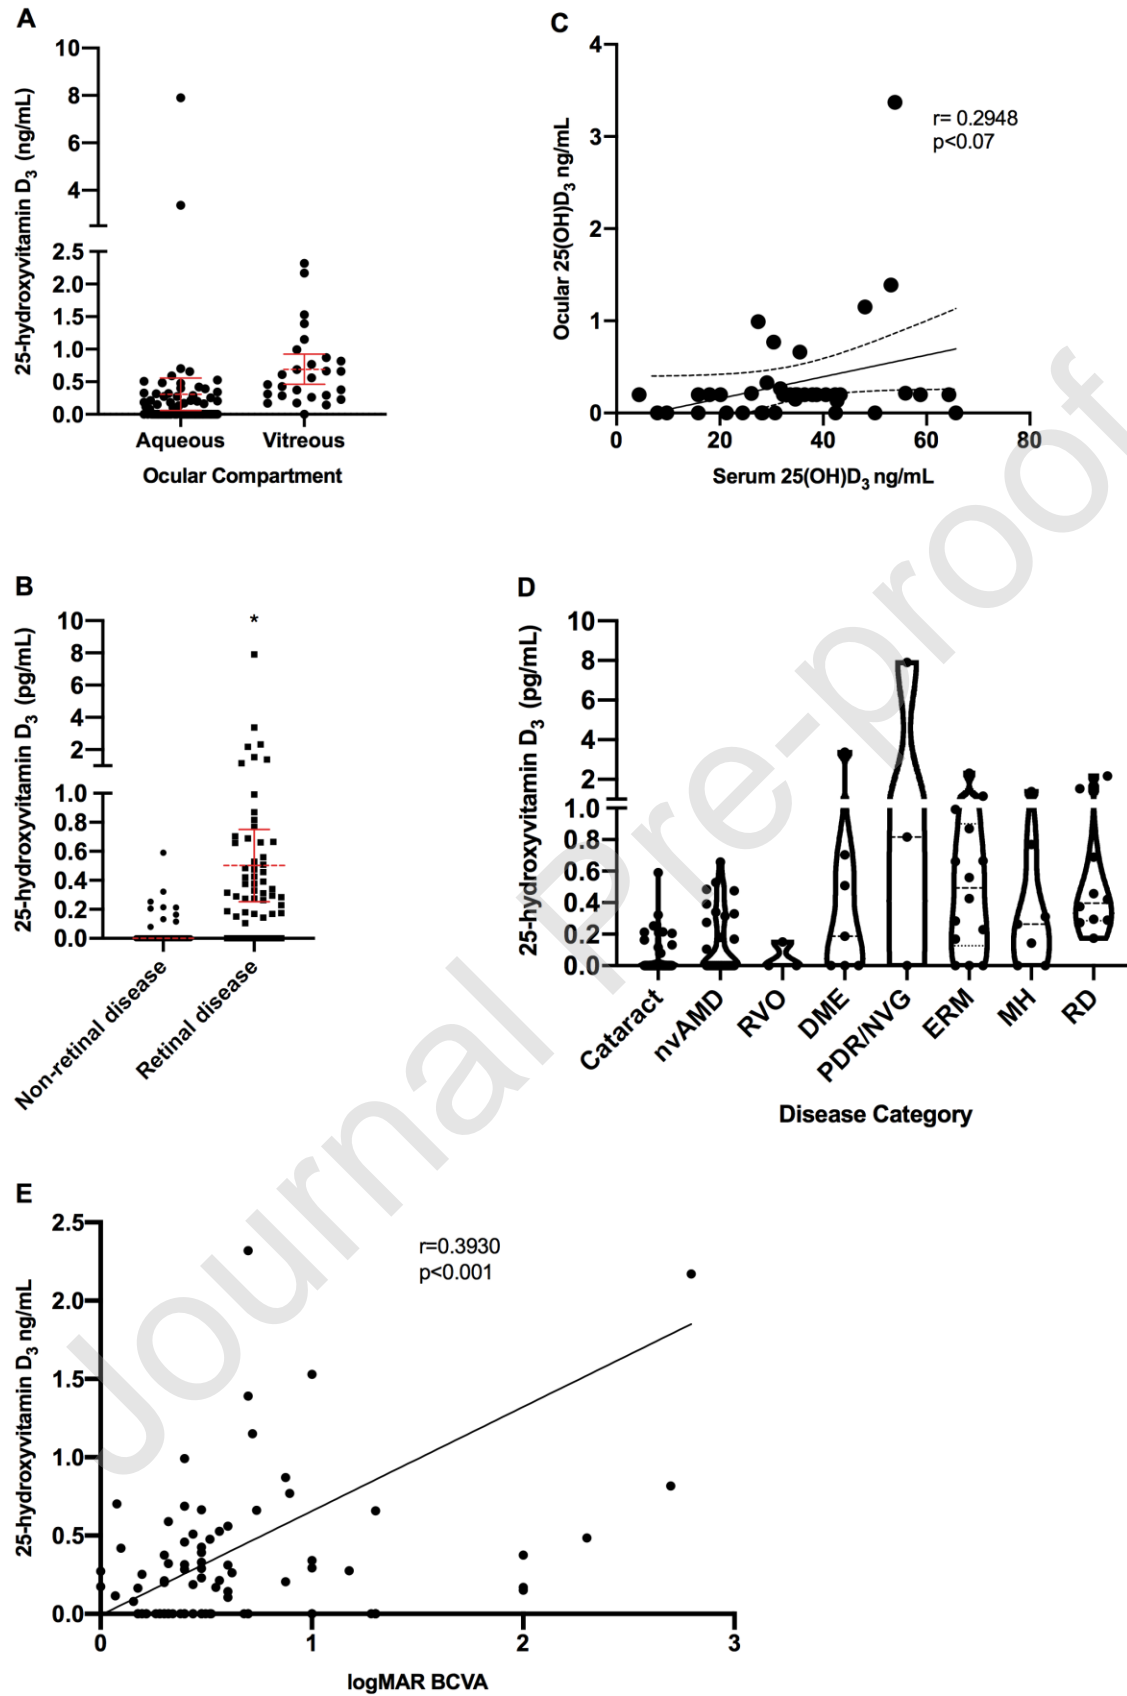 A
10
8
6
4
2.5
2.0
1.5
1.0
0.5
0.0
25-hydroxyvitamin D3 (ng/mL)
Aqueous Vitreous
Ocular Compartment
C
4
3
2
1
0
Ocular 25(OH)D3 ng/mL
r= 0.2948
p<0.07
0 20 40 60 80
Serum 25(OH)D3 ng/mL
B
10
8
6
4
2
1.0
0.8
0.6
0.4
0.2
0.0
25-hydroxyvitamin D3 (pg/mL)
*
Non-retinal disease
Retinal disease
D
10
8
6
4
2
1.0
0.8
0.6
0.4
0.2
0.0
25-hydroxyvitamin D3 (pg/mL)
Cataract
nvAMD
RVO
DME
PDR/NVG
ERM
MH
RD
Disease Category
E
2.5
2.0
1.5
1.0
0.5
0.0
25-hydroxyvitamin D3 ng/mL
r=0.3930
p<0.001
0 1 2 3
logMAR BCVA
Journal Pre-proof